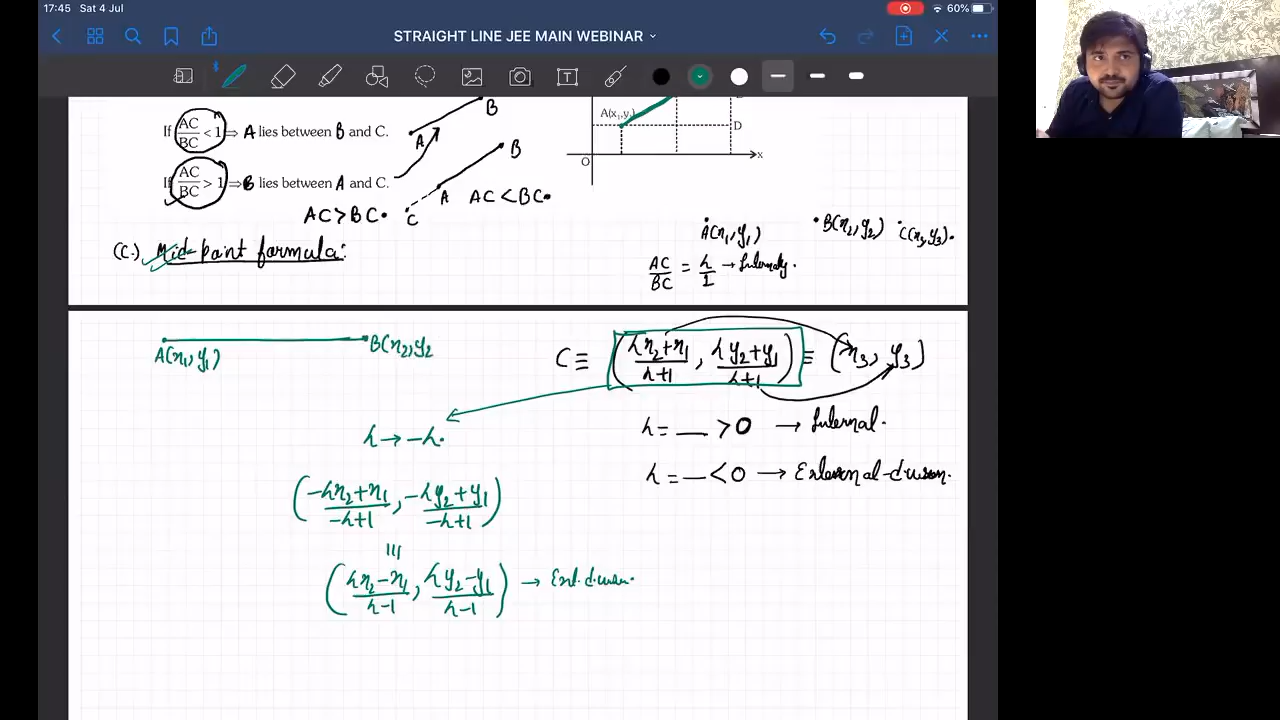 17:45 Sat 4 Jul
60%
STRAIGHT LINE JEE MAIN WEBINAR
If AC/BC < 1 ⇒ A lies between B and C.
If AC/BC > 1 ⇒ B lies between A and C.
A B
A B C
AC > BC.
AC < BC.
A(x₁,y₁)
D
O x
(C.) Mid-point formula:
A(x₁, y₁) B(x₂, y₂) C(x₃, y₃).
AC/BC = λ/1 → Internally.
A(x₁, y₁) B(x₂, y₂
C ≡ ((λx₂+x₁)/(λ+1), (λy₂+y₁)/(λ+1)) ≡ (x₃, y₃)
λ → -λ.
λ = __ > 0 → Internal.
λ = __ < 0 → External
((-λx₂+x₁)/(-λ+1), (-λy₂+y₁)/(-λ+1))
≡
((λx₂-x₁)/(λ-1), (λy₂-y₁)/(λ-1)) → Ext.